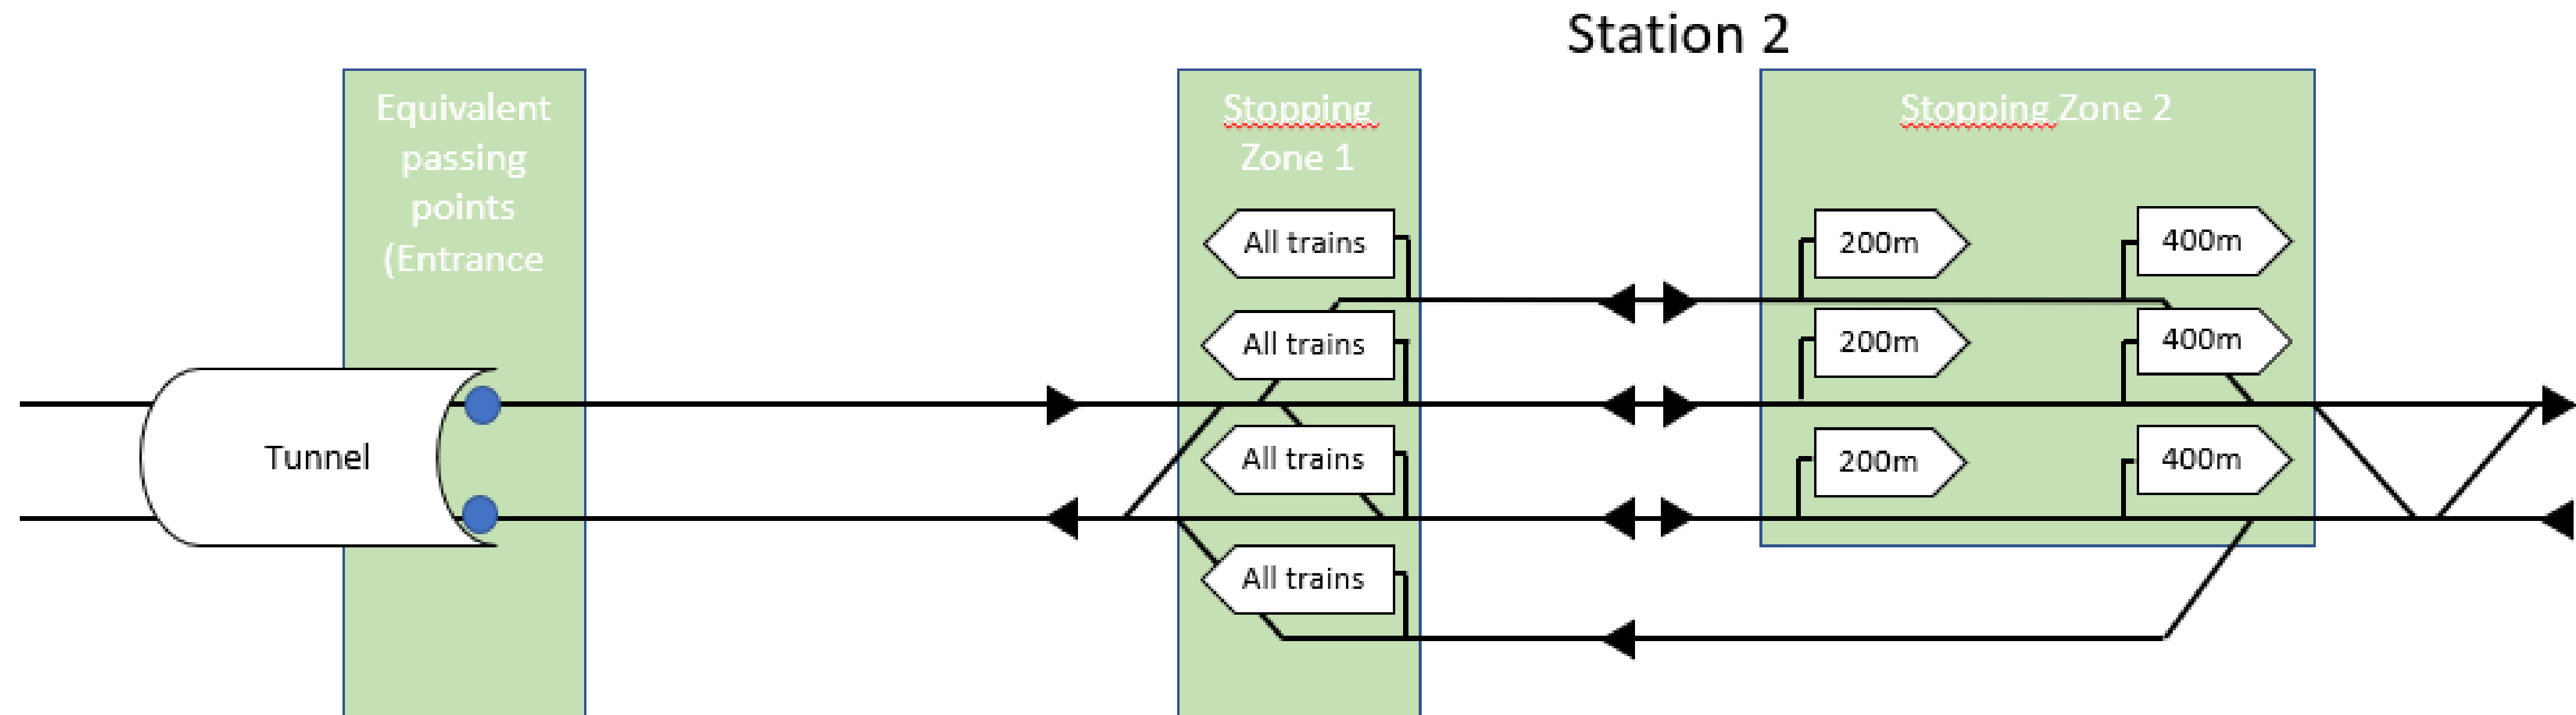 Station 2
Equivalent
passing
points
(Entrance
Stopping
Zone 1
Stopping Zone 2
All trains
200m
400m
All trains
200m
400m
Tunnel
All trains
200m
400m
All trains